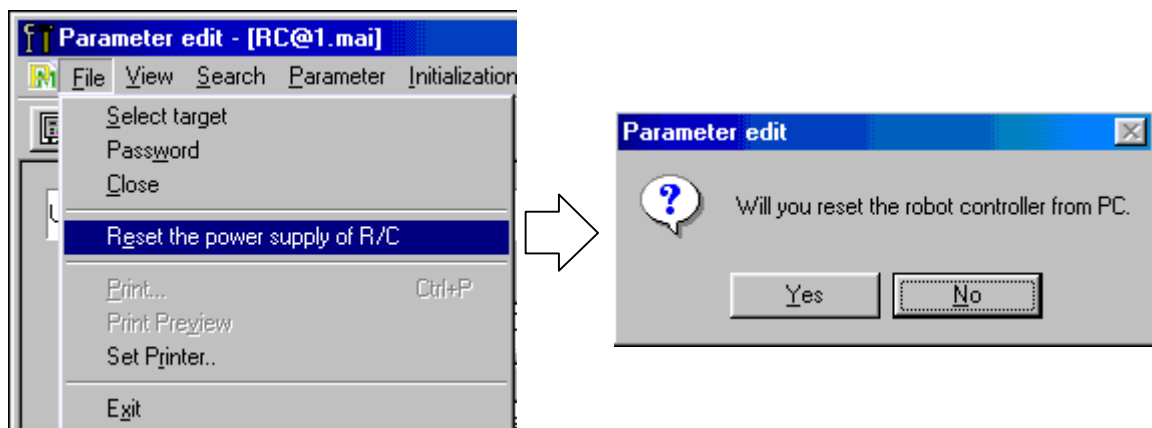 Parameter edit - [RC@1.mai]
File View Search Parameter Initialization
Select target
Password
Close
Reset the power supply of R/C
Print... Ctrl+P
Print Preview
Set Printer..
Exit
Parameter edit
Will you reset the robot controller from PC.
Yes No